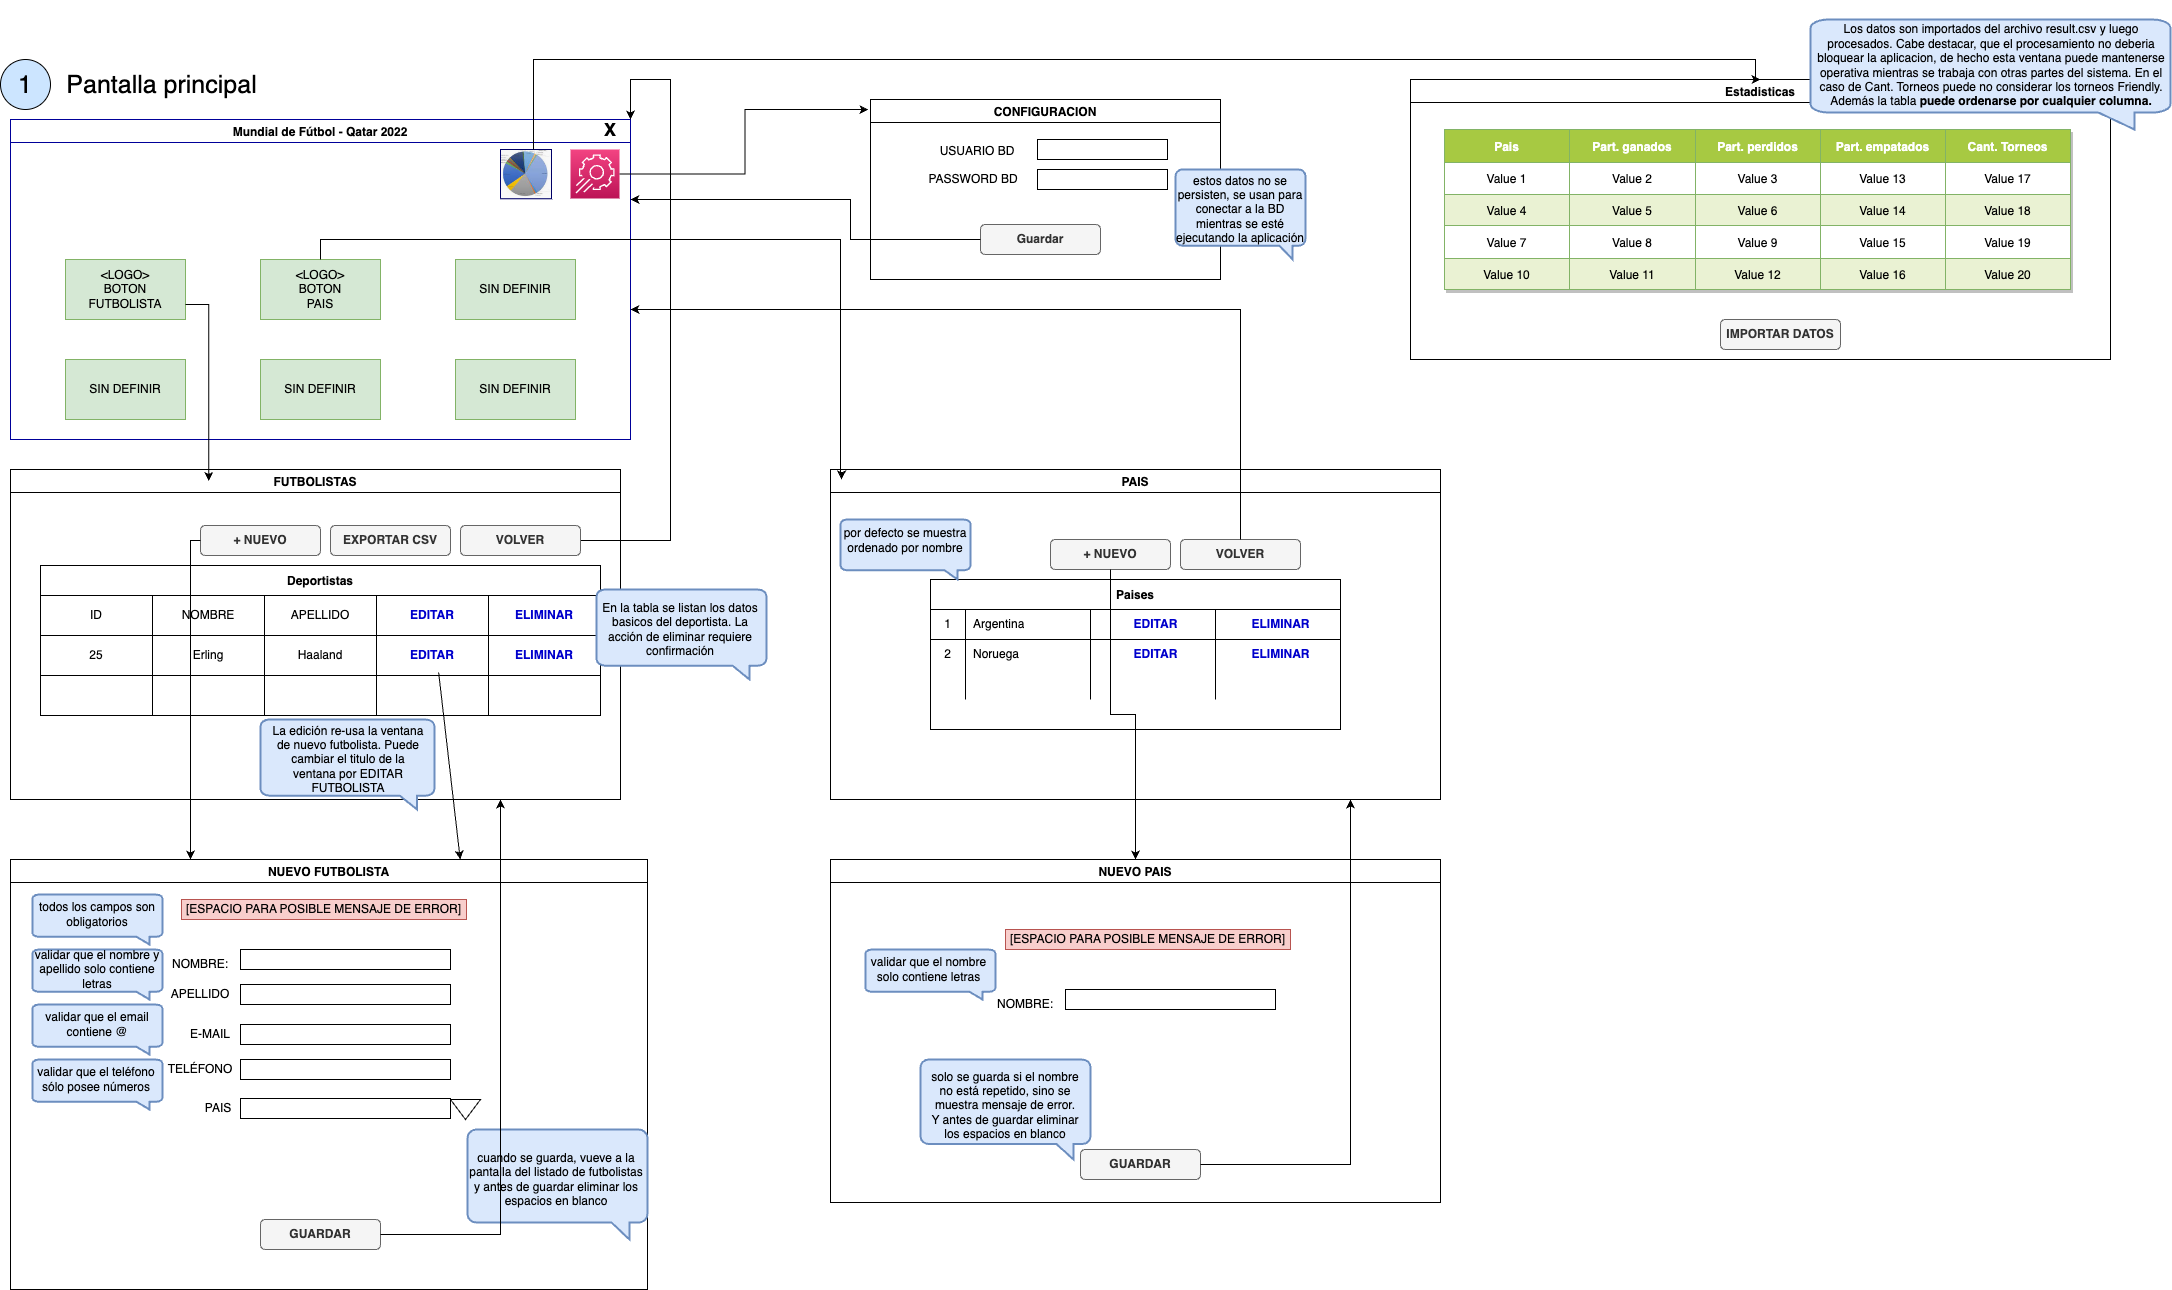 1
Pantalla principal
Mundial de Fútbol - Qatar 2022
X
<LOGO>
BOTON
FUTBOLISTA
<LOGO>
BOTON
PAIS
SIN DEFINIR
SIN DEFINIR
SIN DEFINIR
SIN DEFINIR
CONFIGURACION
USUARIO BD
PASSWORD BD
Guardar
estos datos no se
persisten, se usan para
conectar a la BD
mientras se esté
ejecutando la aplicación
Los datos son importados del archivo result.csv y luego
procesados. Cabe destacar, que el procesamiento no deberia
bloquear la aplicacion, de hecho esta ventana puede mantenerse
operativa mientras se trabaja con otras partes del sistema. En el
caso de Cant. Torneos puede no considerar los torneos Friendly.
Además la tabla puede ordenarse por cualquier columna.
Estadisticas
Pais Part. ganados Part. perdidos Part. empatados Cant. Torneos
Value 1 Value 2 Value 3 Value 13 Value 17
Value 4 Value 5 Value 6 Value 14 Value 18
Value 7 Value 8 Value 9 Value 15 Value 19
Value 10 Value 11 Value 12 Value 16 Value 20
IMPORTAR DATOS
FUTBOLISTAS
+ NUEVO EXPORTAR CSV VOLVER
Deportistas
ID NOMBRE APELLIDO EDITAR ELIMINAR
25 Erling Haaland EDITAR ELIMINAR
En la tabla se listan los datos
basicos del deportista. La
acción de eliminar requiere
confirmación
La edición re-usa la ventana
de nuevo futbolista. Puede
cambiar el titulo de la
ventana por EDITAR
FUTBOLISTA
PAIS
por defecto se muestra
ordenado por nombre
+ NUEVO VOLVER
Paises
1 Argentina EDITAR ELIMINAR
2 Noruega EDITAR ELIMINAR
NUEVO FUTBOLISTA
todos los campos son
obligatorios
[ESPACIO PARA POSIBLE MENSAJE DE ERROR]
validar que el nombre y
apellido solo contiene
letras
NOMBRE:
APELLIDO
validar que el email
contiene @
E-MAIL
validar que el teléfono
sólo posee números
TELÉFONO
PAIS
cuando se guarda, vueve a la
pantalla del listado de futbolistas
y antes de guardar eliminar los
espacios en blanco
GUARDAR
NUEVO PAIS
[ESPACIO PARA POSIBLE MENSAJE DE ERROR]
validar que el nombre
solo contiene letras
NOMBRE:
solo se guarda si el nombre
no está repetido, sino se
muestra mensaje de error.
Y antes de guardar eliminar
los espacios en blanco
GUARDAR